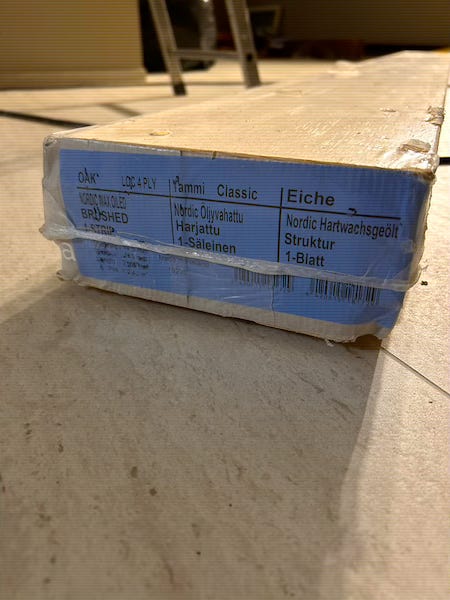 OAK LOC 4 PLY
NORDIC WAX OILED
BRUSHED
1-STRIP
Tammi Classic
Nordic Öljyvahattu
Harjattu
1-Säleinen
Eiche
Nordic Hartwachsgeölt
Struktur
1-Blatt
a